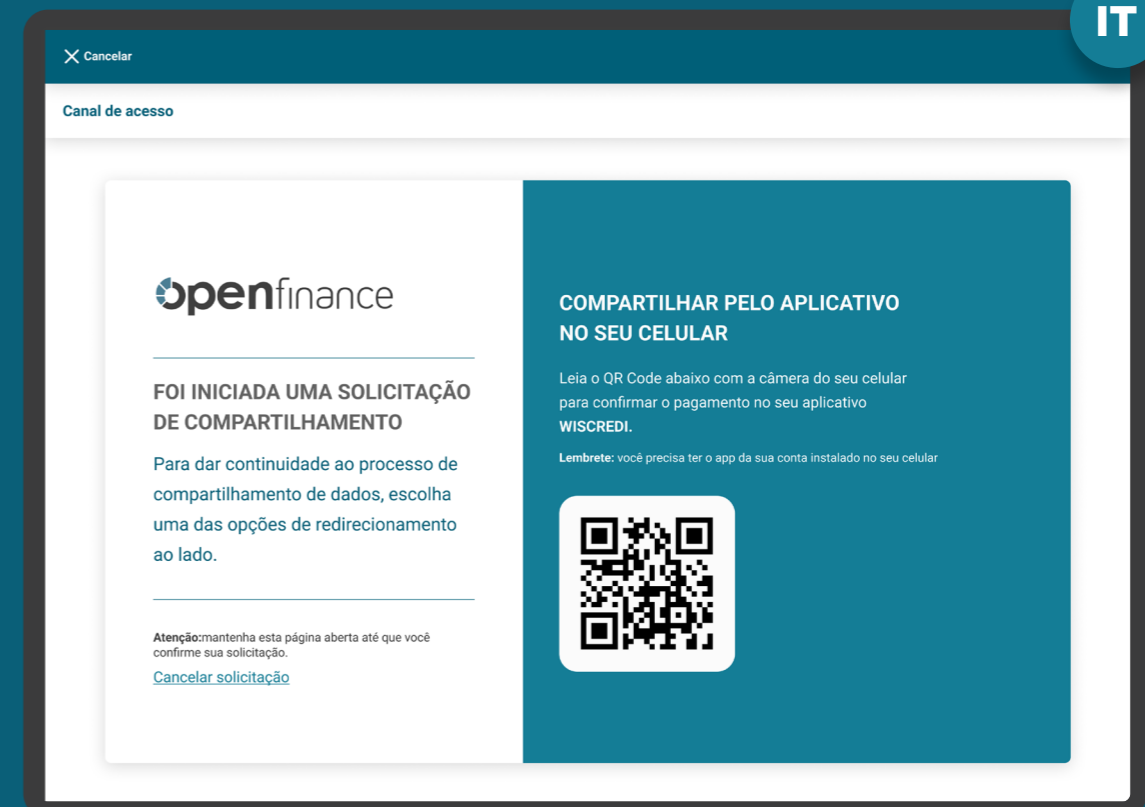 IT
Cancelar
Canal de acesso
openfinance
FOI INICIADA UMA SOLICITAÇÃO
DE COMPARTILHAMENTO
Para dar continuidade ao processo de
compartilhamento de dados, escolha
uma das opções de redirecionamento
ao lado.
Atenção:mantenha esta página aberta até que você
confirme sua solicitação.
Cancelar solicitação
COMPARTILHAR PELO APLICATIVO
NO SEU CELULAR
Leia o QR Code abaixo com a câmera do seu celular
para confirmar o pagamento no seu aplicativo
WISCREDI.
Lembrete: você precisa ter o app da sua conta instalado no seu celular